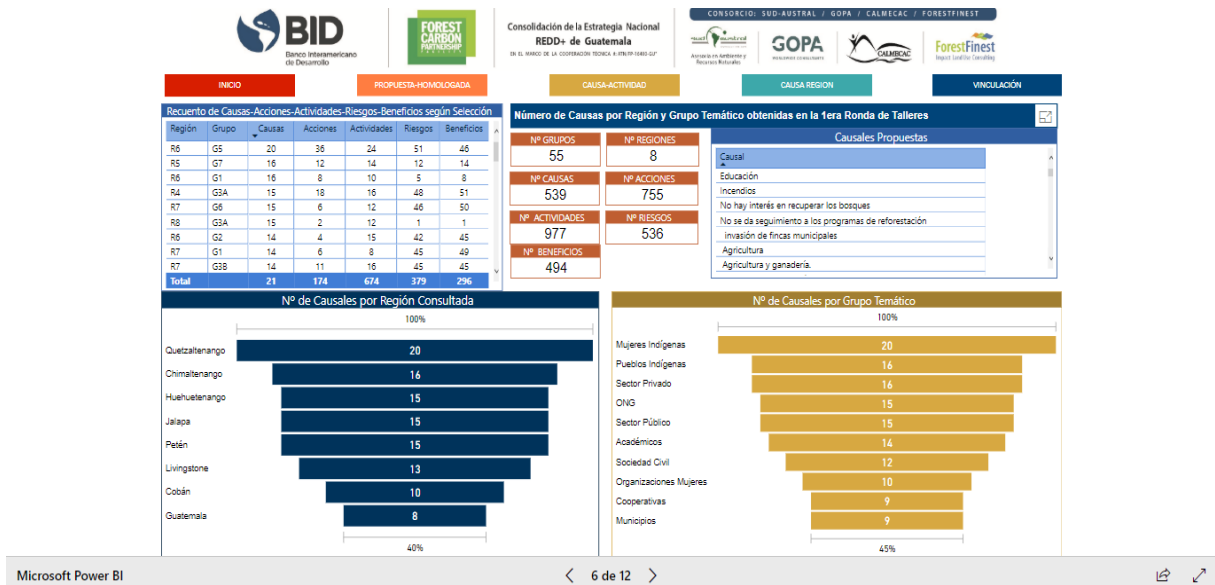 BID
Banco Interamericano
de Desarrollo
FOREST
CARBON
PARTNERSHIP
FACILITY
Consolidación de la Estrategia Nacional
REDD+ de Guatemala
CONSORCIO: SUD-AUSTRAL / GOPA / CALMECAC / FORESTFINEST
GOPA
WORLDWIDE CONSULTANTS
CALMECAC
ForestFinest
INICIO
PROPUESTA-HOMOLOGADA
CAUSA-ACTIVIDAD
CAUSA REGION
VINCULACIÓN
Recuento de Causas-Acciones-Actividades-Riesgos-Beneficios según Selección
Región Grupo Causas Acciones Actividades Riesgos Beneficios
R6 G5 20 36 24 51 46
R5 G7 16 12 14 12 14
R6 G1 16 8 10 5 8
R4 G3A 15 18 16 48 51
R7 G6 15 6 12 46 50
R8 G3A 15 2 12 1 1
R6 G2 14 4 15 42 45
R7 G1 14 6 8 45 49
R7 G3B 14 11 16 45 45
Total 21 174 674 379 296
Número de Causas por Región y Grupo Temático obtenidas en la 1era Ronda de Talleres
Nº GRUPOS
55
Nº REGIONES
8
Nº CAUSAS
539
Nº ACCIONES
755
Nº ACTIVIDADES
977
Nº RIESGOS
536
Nº BENEFICIOS
494
Causales Propuestas
Causal
Educación
Incendios
No hay interés en recuperar los bosques
No se da seguimiento a los programas de reforestación
invasión de fincas municipales
Agricultura
Agricultura y ganadería.
Nº de Causales por Región Consultada
100%
Quetzaltenango 20
Chimaltenango 16
Huehuetenango 15
Jalapa 15
Petén 15
Livingstone 13
Cobán 10
Guatemala 8
40%
Nº de Causales por Grupo Temático
100%
Mujeres Indígenas 20
Pueblos Indígenas 16
Sector Privado 16
ONG 15
Sector Público 15
Académicos 14
Sociedad Civil 12
Organizaciones Mujeres 10
Cooperativas 9
Municipios 9
45%
Microsoft Power BI
6 de 12